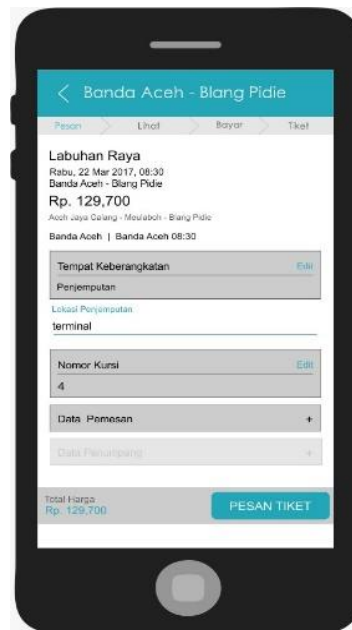 Banda Aceh - Blang Pidie
Pesan Lihat Bayar Tiket
Labuhan Raya
Rabu, 22 Mar 2017, 08:30
Banda Aceh - Blang Pidie
Rp. 129,700
Aceh Jaya Calang - Meulaboh - Blang Pidie
Banda Aceh | Banda Aceh 08:30
Tempat Keberangkatan Edit
Penjemputan
Lokasi Penjemputan
terminal
Nomor Kursi Edit
4
Data Pemesan +
Data Penumpang +
Total Harga
Rp. 129,700
PESAN TIKET